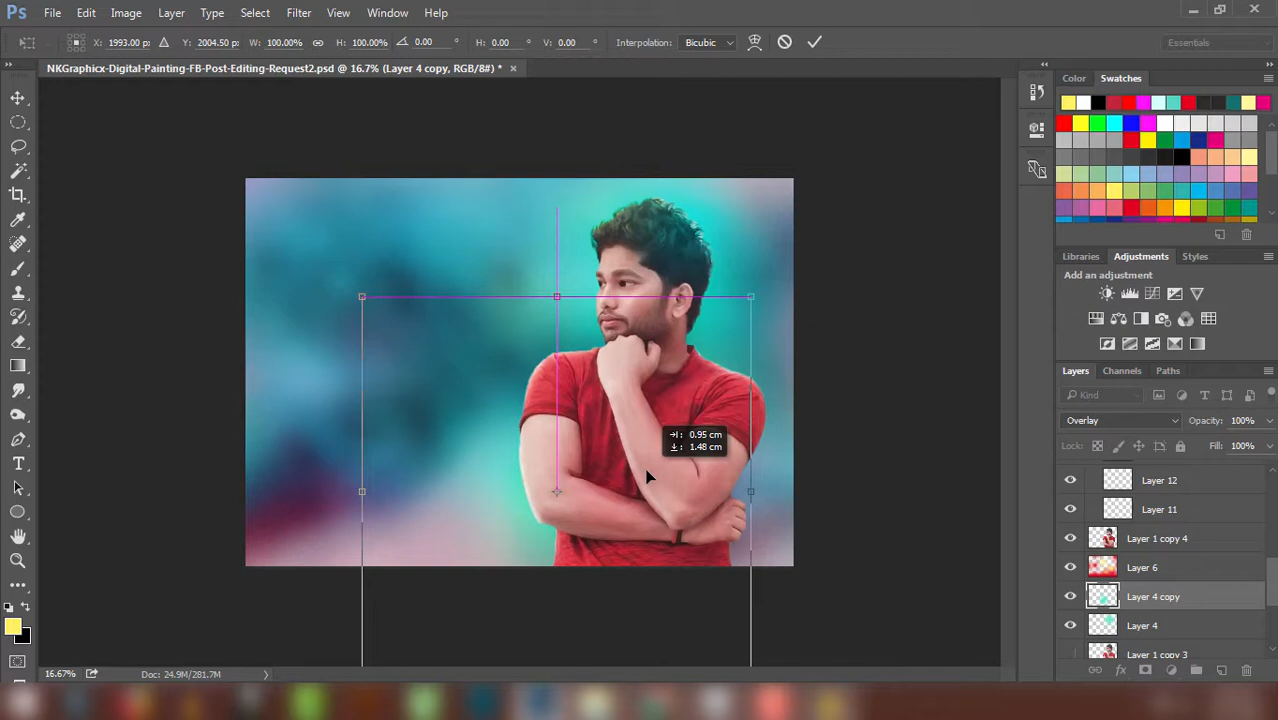 Ps File Edit Image Layer Type Select Filter View Window Help
X: 1993.00 px Y: 2004.50 px W: 100.00% H: 100.00% 0.00 ° H: 0.00 ° V: 0.00 ° Interpolation: Bicubic Essentials
NKGraphicx-Digital-Painting-FB-Post-Editing-Request2.psd @ 16.7% (Layer 4 copy, RGB/8#) *
Color Swatches
Libraries Adjustments Styles
Add an adjustment
Layers Channels Paths
Kind
Overlay Opacity: 100%
Lock: Fill: 100%
Layer 12
Layer 11
Layer 1 copy 4
Layer 6
Layer 4 copy
Layer 4
Layer 1 copy 3
0.95 cm
1.48 cm
16.67% Doc: 24.9M/281.7M